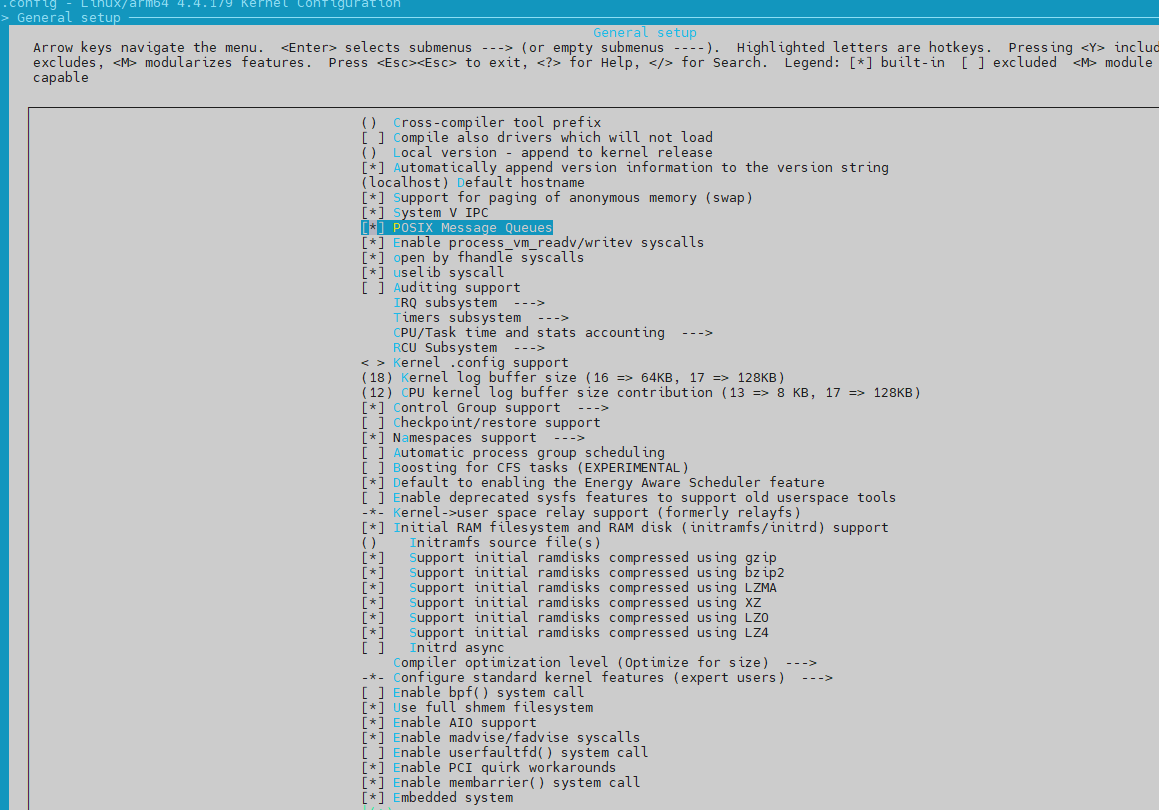 .config - Linux/arm64 4.4.179 Kernel Configuration
> General setup
General setup
Arrow keys navigate the menu.  <Enter> selects submenus ---> (or empty submenus ----).  Highlighted letters are hotkeys.  Pressing <Y> includ
excludes, <M> modularizes features.  Press <Esc><Esc> to exit, <?> for Help, </> for Search.  Legend: [*] built-in  [ ] excluded  <M> module
capable
()  Cross-compiler tool prefix
[ ] Compile also drivers which will not load
()  Local version - append to kernel release
[*] Automatically append version information to the version string
(localhost) Default hostname
[*] Support for paging of anonymous memory (swap)
[*] System V IPC
[*] POSIX Message Queues
[*] Enable process_vm_readv/writev syscalls
[*] open by fhandle syscalls
[*] uselib syscall
[ ] Auditing support
IRQ subsystem  --->
Timers subsystem  --->
CPU/Task time and stats accounting  --->
RCU Subsystem  --->
< > Kernel .config support
(18) Kernel log buffer size (16 => 64KB, 17 => 128KB)
(12) CPU kernel log buffer size contribution (13 => 8 KB, 17 => 128KB)
[*] Control Group support  --->
[ ] Checkpoint/restore support
[*] Namespaces support  --->
[ ] Automatic process group scheduling
[ ] Boosting for CFS tasks (EXPERIMENTAL)
[*] Default to enabling the Energy Aware Scheduler feature
[ ] Enable deprecated sysfs features to support old userspace tools
-*- Kernel->user space relay support (formerly relayfs)
[*] Initial RAM filesystem and RAM disk (initramfs/initrd) support
()    Initramfs source file(s)
[*]   Support initial ramdisks compressed using gzip
[*]   Support initial ramdisks compressed using bzip2
[*]   Support initial ramdisks compressed using LZMA
[*]   Support initial ramdisks compressed using XZ
[*]   Support initial ramdisks compressed using LZO
[*]   Support initial ramdisks compressed using LZ4
[ ]   Initrd async
Compiler optimization level (Optimize for size)  --->
-*- Configure standard kernel features (expert users)  --->
[ ] Enable bpf() system call
[*] Use full shmem filesystem
[*] Enable AIO support
[*] Enable madvise/fadvise syscalls
[ ] Enable userfaultfd() system call
[*] Enable PCI quirk workarounds
[*] Enable membarrier() system call
[*] Embedded system